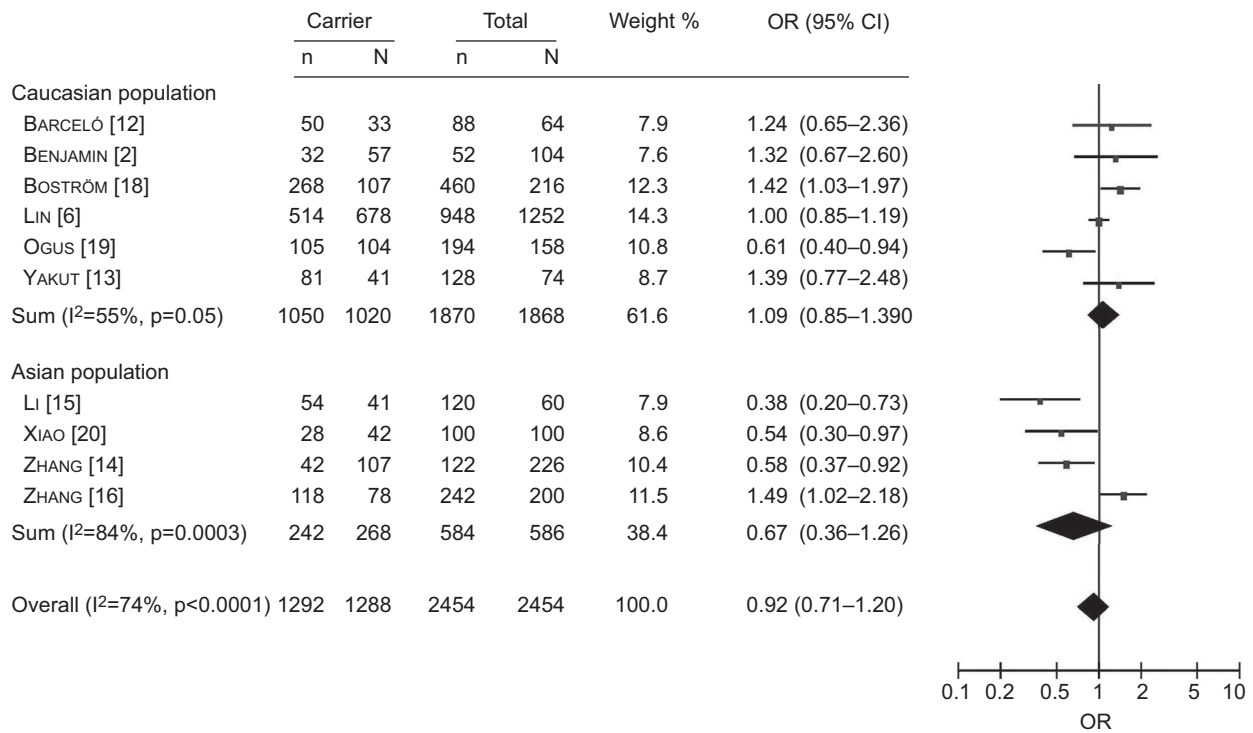 Carrier Total Weight % OR (95% CI)
n N n N
Caucasian population
BARCELÓ [12] 50 33 88 64 7.9 1.24 (0.65–2.36)
BENJAMIN [2] 32 57 52 104 7.6 1.32 (0.67–2.60)
BOSTRÖM [18] 268 107 460 216 12.3 1.42 (1.03–1.97)
LIN [6] 514 678 948 1252 14.3 1.00 (0.85–1.19)
OGUS [19] 105 104 194 158 10.8 0.61 (0.40–0.94)
YAKUT [13] 81 41 128 74 8.7 1.39 (0.77–2.48)
Sum (I²=55%, p=0.05) 1050 1020 1870 1868 61.6 1.09 (0.85–1.390
Asian population
LI [15] 54 41 120 60 7.9 0.38 (0.20–0.73)
XIAO [20] 28 42 100 100 8.6 0.54 (0.30–0.97)
ZHANG [14] 42 107 122 226 10.4 0.58 (0.37–0.92)
ZHANG [16] 118 78 242 200 11.5 1.49 (1.02–2.18)
Sum (I²=84%, p=0.0003) 242 268 584 586 38.4 0.67 (0.36–1.26)
Overall (I²=74%, p<0.0001) 1292 1288 2454 2454 100.0 0.92 (0.71–1.20)
0.1 0.2 0.5 1 2 5 10
OR